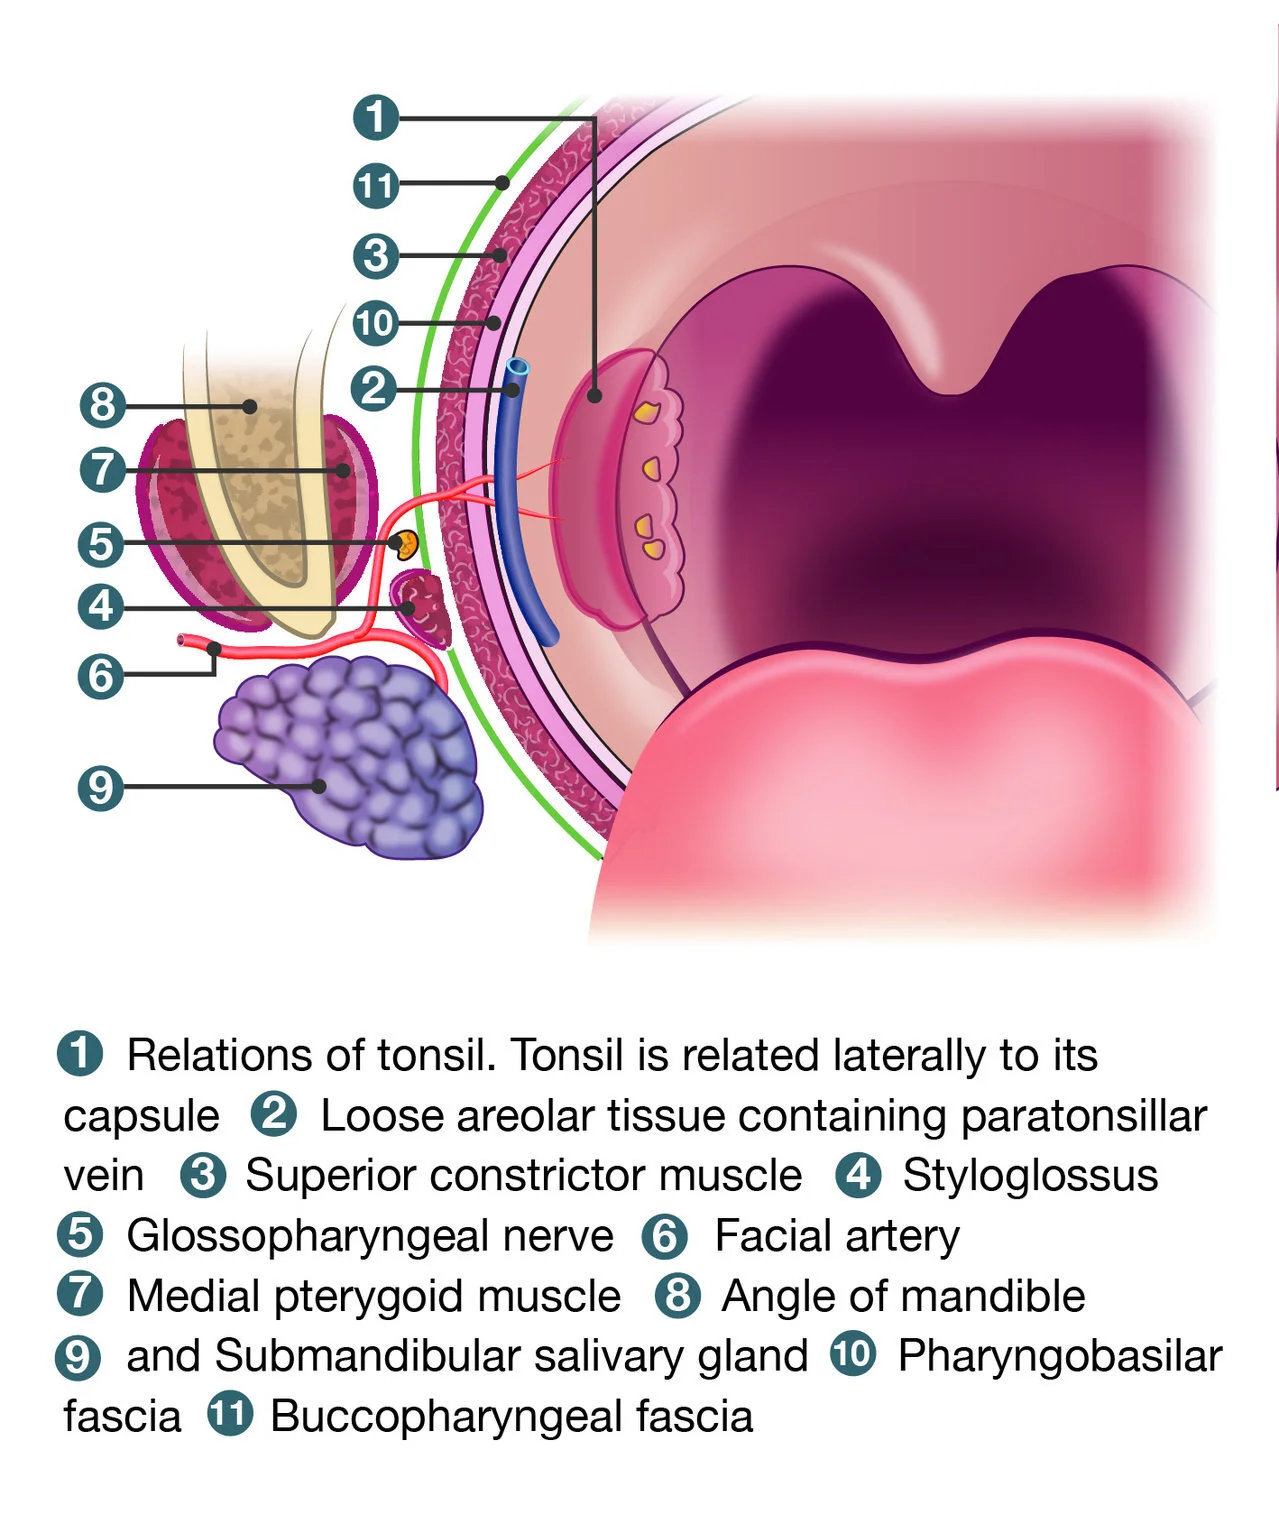 1
11
3
10
2
8
7
5
4
6
9
1 Relations of tonsil. Tonsil is related laterally to its
capsule 2 Loose areolar tissue containing paratonsillar
vein 3 Superior constrictor muscle 4 Styloglossus
5 Glossopharyngeal nerve 6 Facial artery
7 Medial pterygoid muscle 8 Angle of mandible
9 and Submandibular salivary gland 10 Pharyngobasilar
fascia 11 Buccopharyngeal fascia